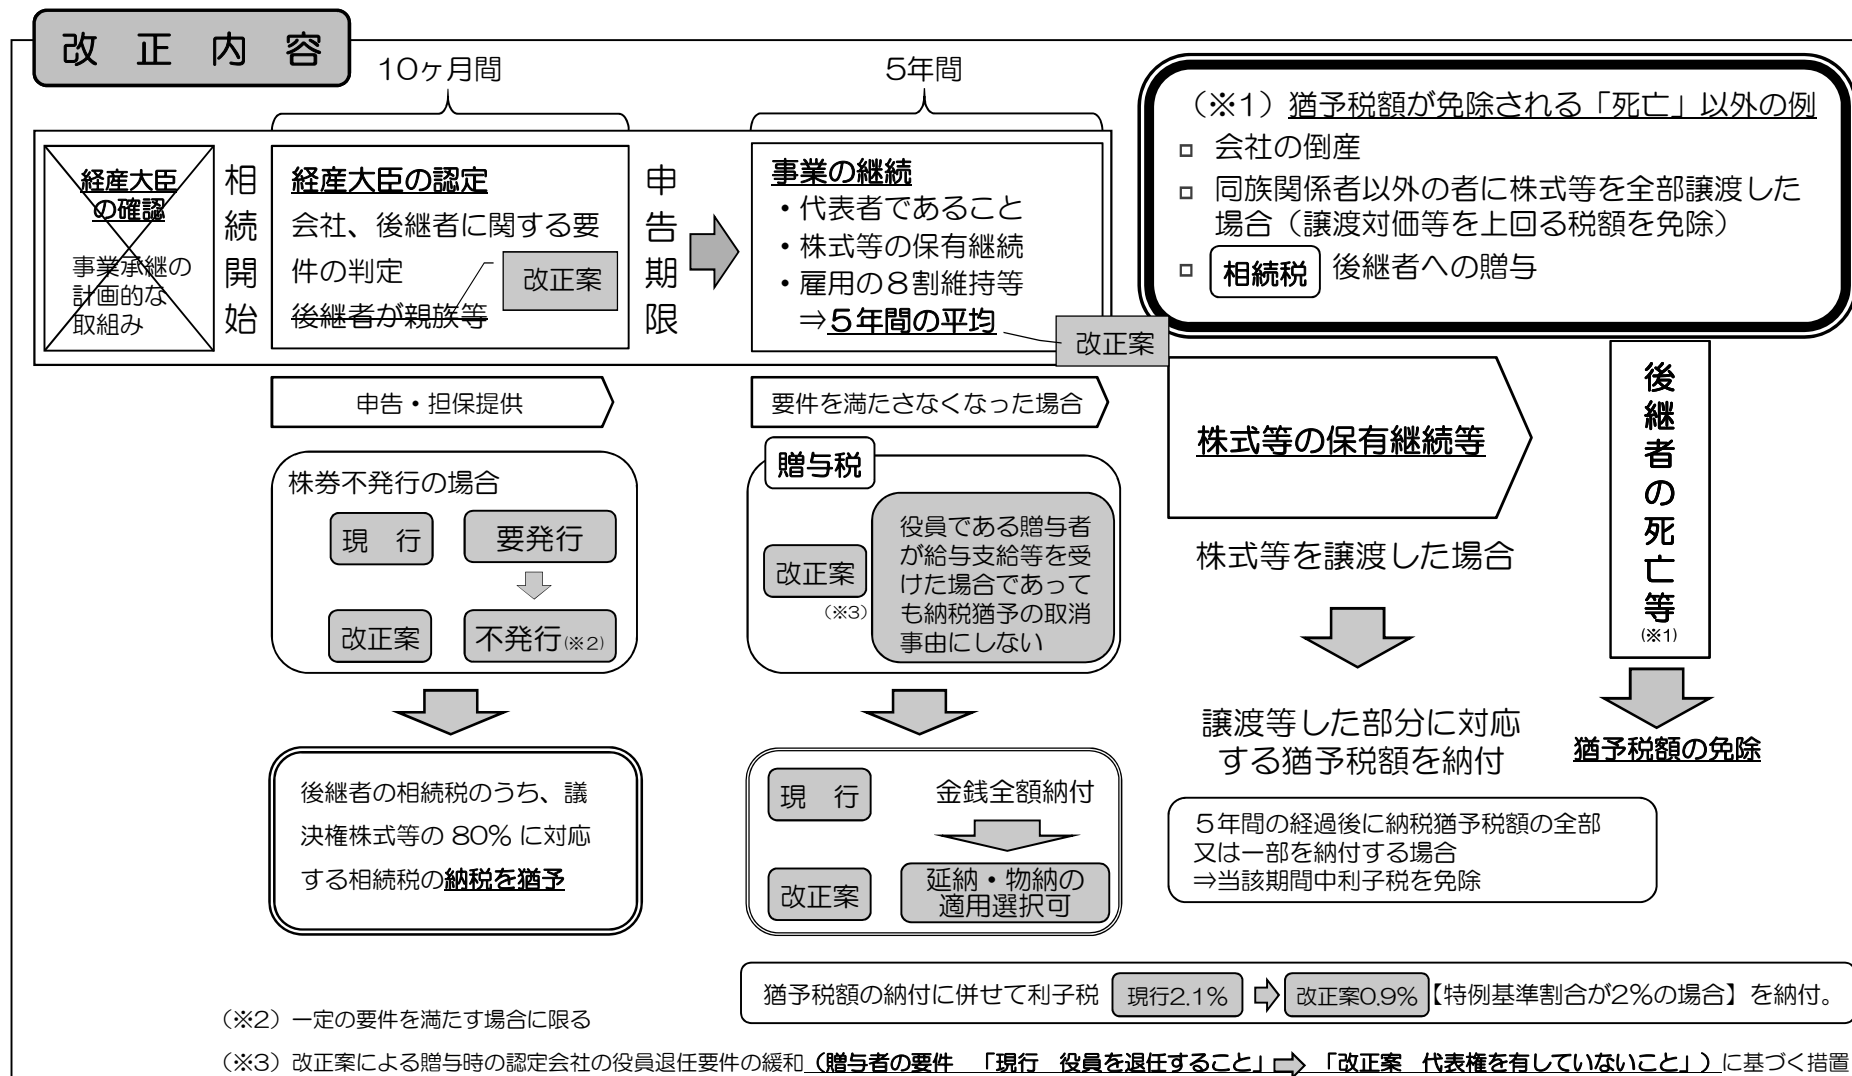 改 正 内 容
10ヶ月間
5年間
経産大臣
の確認
事業承継の
計画的な
取組み
相続開始
経産大臣の認定
会社、後継者に関する要
件の判定
後継者が親族等
改正案
申告期限
事業の継続
・代表者であること
・株式等の保有継続
・雇用の８割維持等
⇒５年間の平均
改正案
（※1）猶予税額が免除される「死亡」以外の例
□ 会社の倒産
□ 同族関係者以外の者に株式等を全部譲渡した
場合（譲渡対価等を上回る税額を免除）
□ 相続税 後継者への贈与
申告・担保提供
株券不発行の場合
現 行 要発行
改正案 不発行(※2)
後継者の相続税のうち、議
決権株式等の 80% に対応
する相続税の納税を猶予
要件を満たさなくなった場合
贈与税
改正案
（※3）
役員である贈与者
が給与支給等を受
けた場合であって
も納税猶予の取消
事由にしない
現 行 金銭全額納付
改正案
延納・物納の
適用選択可
株式等の保有継続等
株式等を譲渡した場合
譲渡等した部分に対応
する猶予税額を納付
５年間の経過後に納税猶予税額の全部
又は一部を納付する場合
⇒当該期間中利子税を免除
後継者の死亡等
(※1)
猶予税額の免除
猶予税額の納付に併せて利子税 現行2.1% ⇨ 改正案0.9%【特例基準割合が2%の場合】を納付。
（※2）一定の要件を満たす場合に限る
（※3）改正案による贈与時の認定会社の役員退任要件の緩和（贈与者の要件 「現行 役員を退任すること」⇨ 「改正案 代表権を有していないこと」）に基づく措置